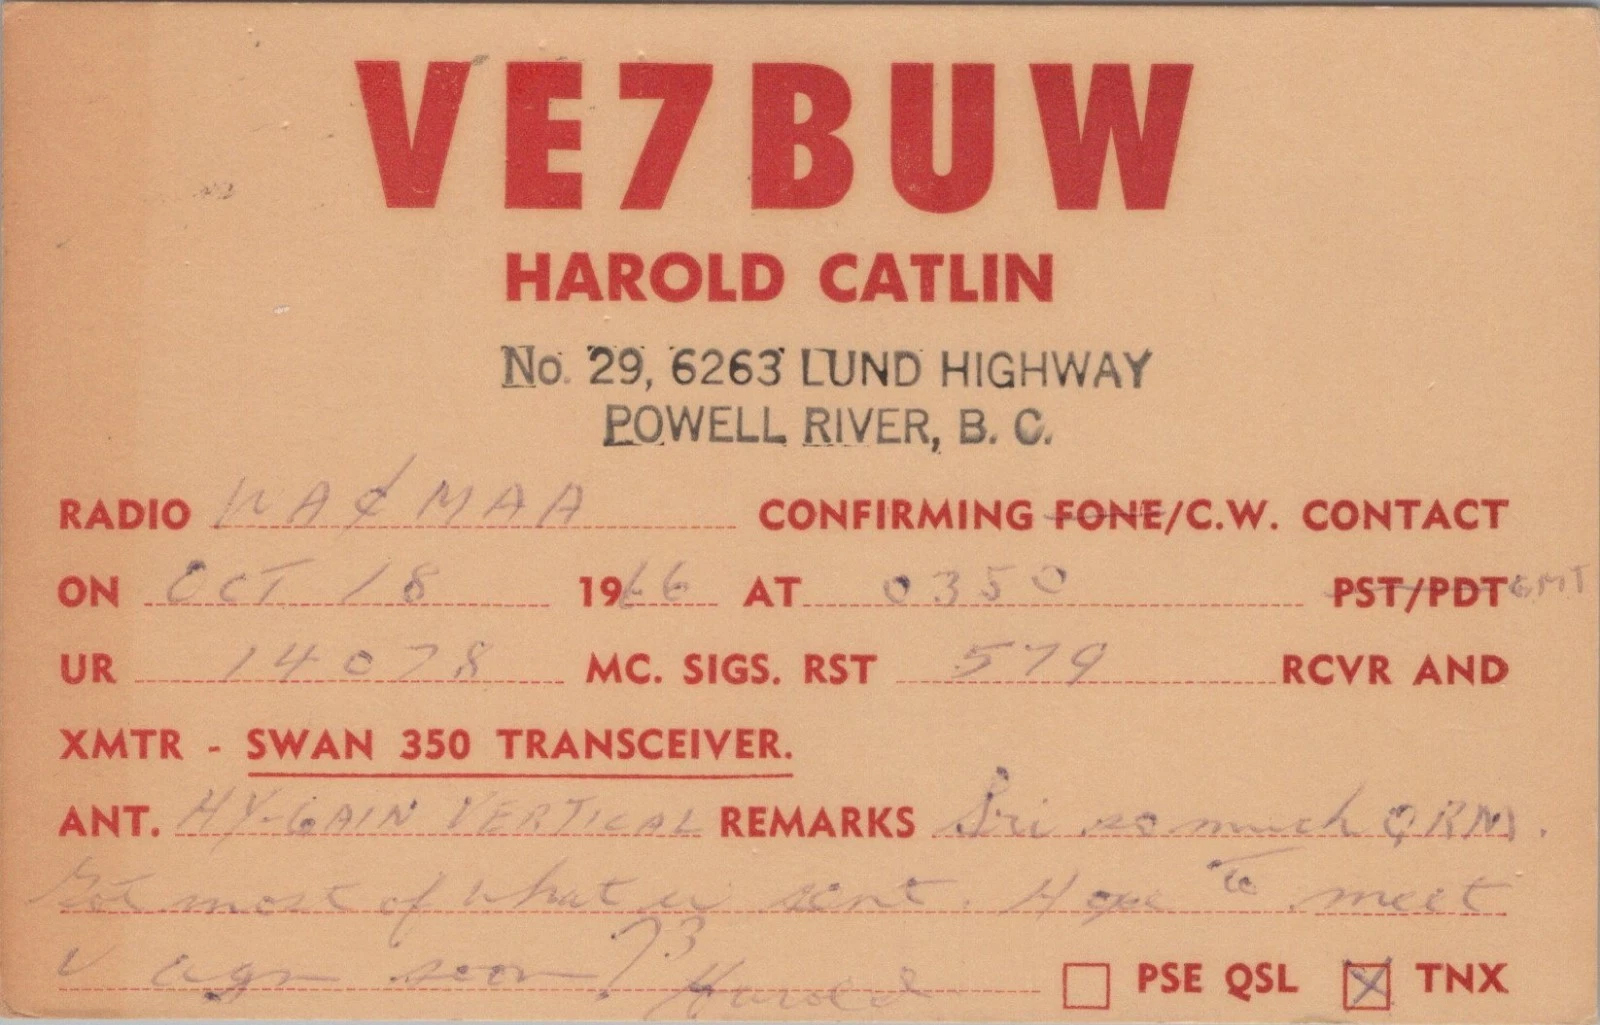 VE7BUW
HAROLD CATLIN
No. 29, 6263 LUND HIGHWAY
POWELL RIVER, B. C.
RADIO WAØMAA CONFIRMING FONE/C.W. CONTACT
ON OCT 18 1966 AT 0350 PST/PDT GMT
UR 14078 MC. SIGS. RST 579 RCVR AND
XMTR - SWAN 350 TRANSCEIVER.
ANT. HY-GAIN VERTICAL REMARKS Sri so much QRM.
Got most of what u sent. Hope to meet
U agn soon. 73 Harold
PSE QSL X TNX